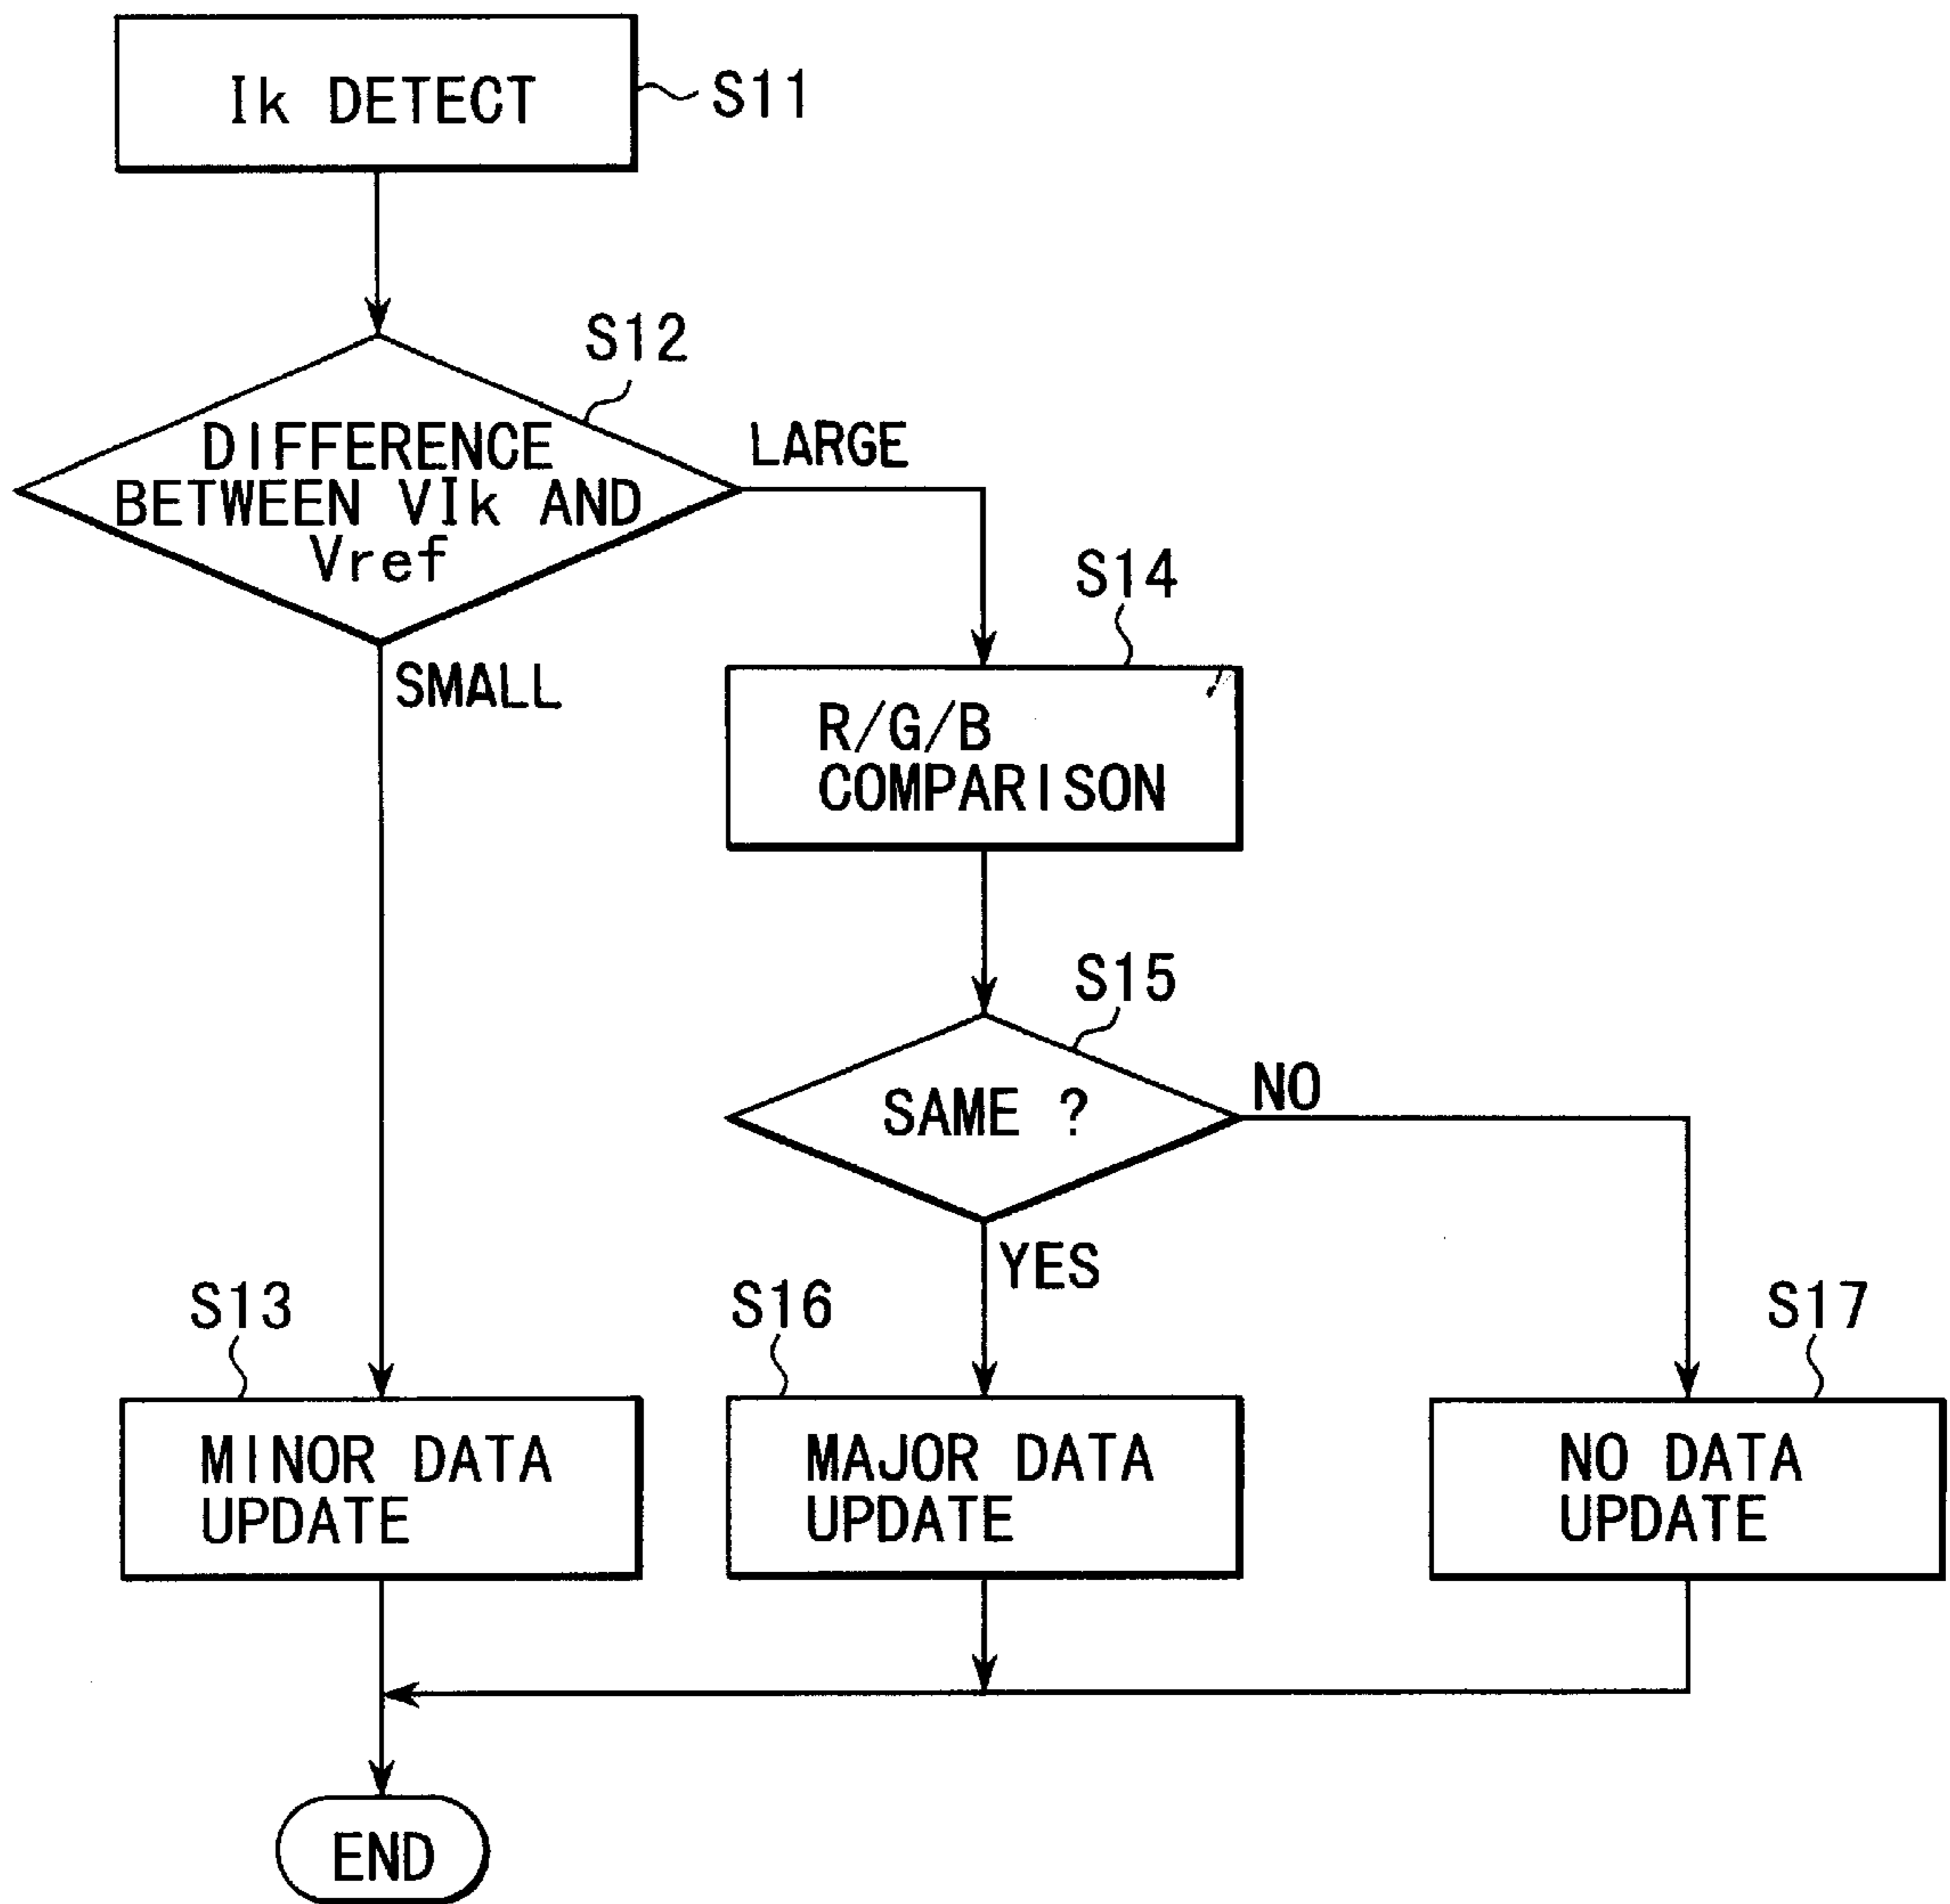 Ik DETECT
S11
S12
DIFFERENCE
BETWEEN VIk AND
Vref
LARGE
SMALL
S14
R/G/B
COMPARISON
S15
SAME ?
NO
YES
S13
MINOR DATA
UPDATE
S16
MAJOR DATA
UPDATE
S17
NO DATA
UPDATE
END